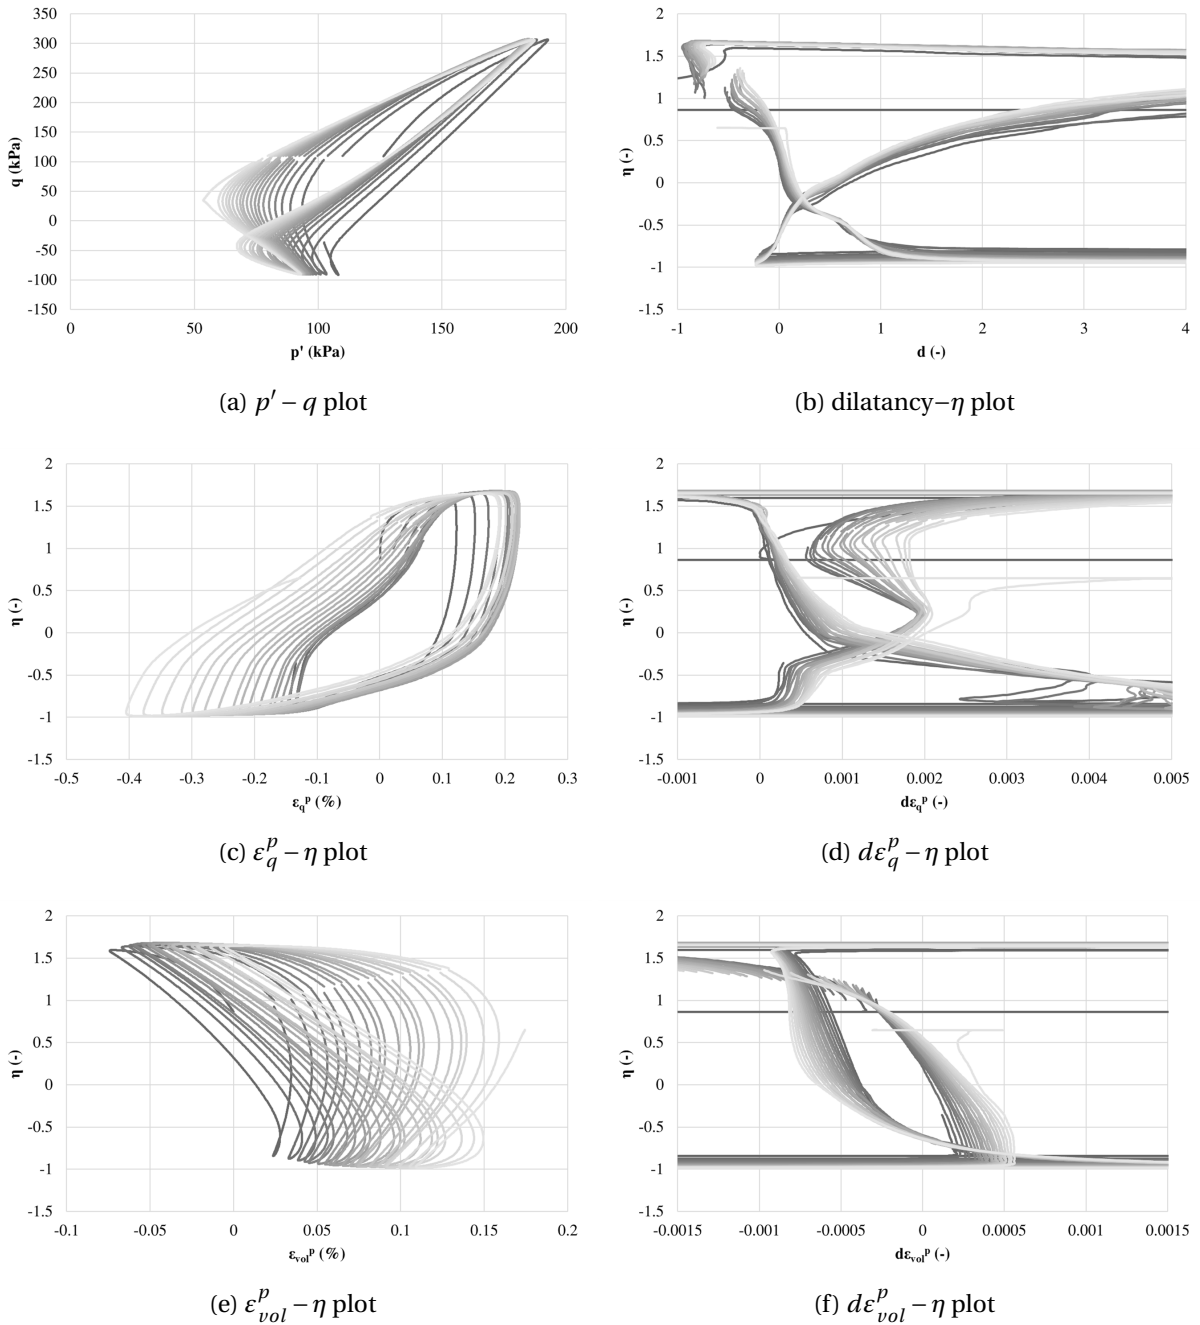 350
300
250
200
150
100
50
0
-50
-100
-150
q (kPa)
0 50 100 150 200
p' (kPa)
(a) p′ – q plot
2
1.5
1
0.5
0
-0.5
-1
-1.5
η (-)
-1 0 1 2 3 4
d (-)
(b) dilatancy–η plot
2
1.5
1
0.5
0
-0.5
-1
-1.5
η (-)
-0.5 -0.4 -0.3 -0.2 -0.1 0 0.1 0.2 0.3
εqᵖ (%)
(c) εqᵖ – η plot
2
1.5
1
0.5
0
-0.5
-1
-1.5
η (-)
-0.001 0 0.001 0.002 0.003 0.004 0.005
dεqᵖ (-)
(d) dεqᵖ – η plot
2
1.5
1
0.5
0
-0.5
-1
-1.5
η (-)
-0.1 -0.05 0 0.05 0.1 0.15 0.2
εvolᵖ (%)
(e) εvolᵖ – η plot
2
1.5
1
0.5
0
-0.5
-1
-1.5
η (-)
-0.0015 -0.001 -0.0005 0 0.0005 0.001 0.0015
dεvolᵖ (-)
(f) dεvolᵖ – η plot